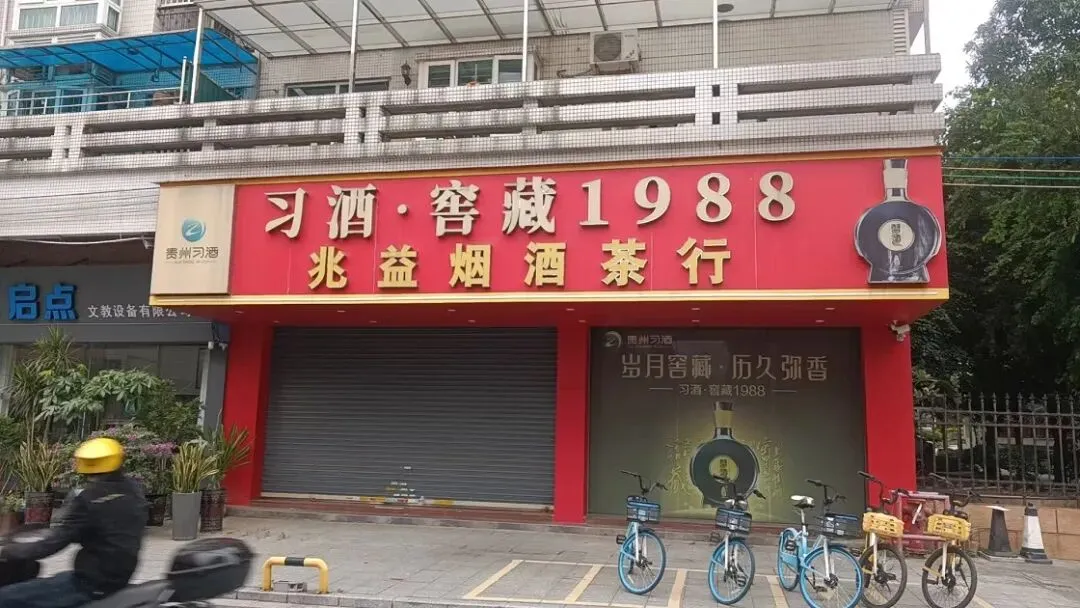 习酒·窖藏1988
贵州习酒
兆益烟酒茶行
启点 文教设备有限公司
贵州习酒
岁月窖藏·历久弥香
习酒·窖藏1988